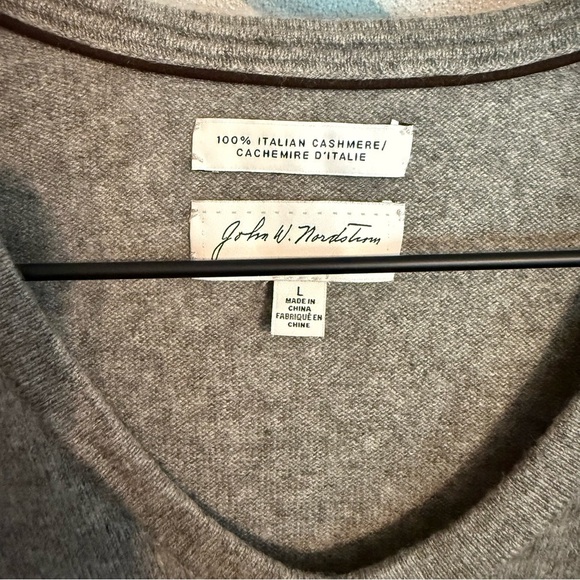 100% ITALIAN CASHMERE/
CACHEMIRE D'ITALIE
John W. Nordstrom
L
MADE IN
CHINA
FABRIQUÉ EN
CHINE